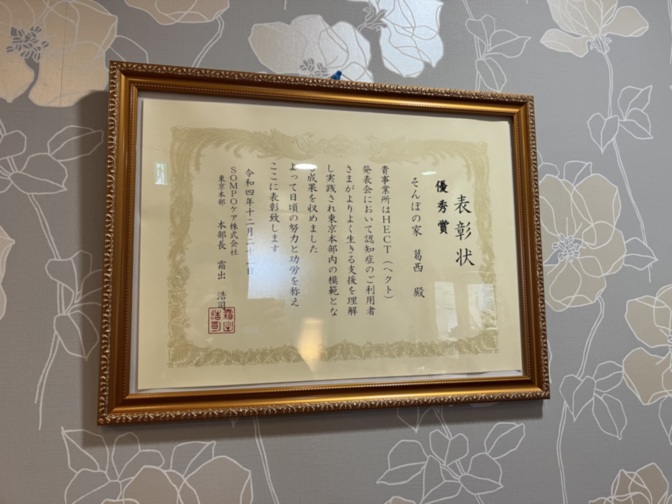 表彰状
優秀賞
そんぽの家 葛西 殿
貴事業所はHECT（ヘクト）
発表会において認知症のご利用者
さまがよりよく生きる支援を理解
し実践され東京本部内の模範とな
成果を収めました
よって日頃の努力と功労を称え
ここに表彰致します
令和四年十二月二十一日
SOMPOケア株式会社
東京本部 本部長 富出 浩司